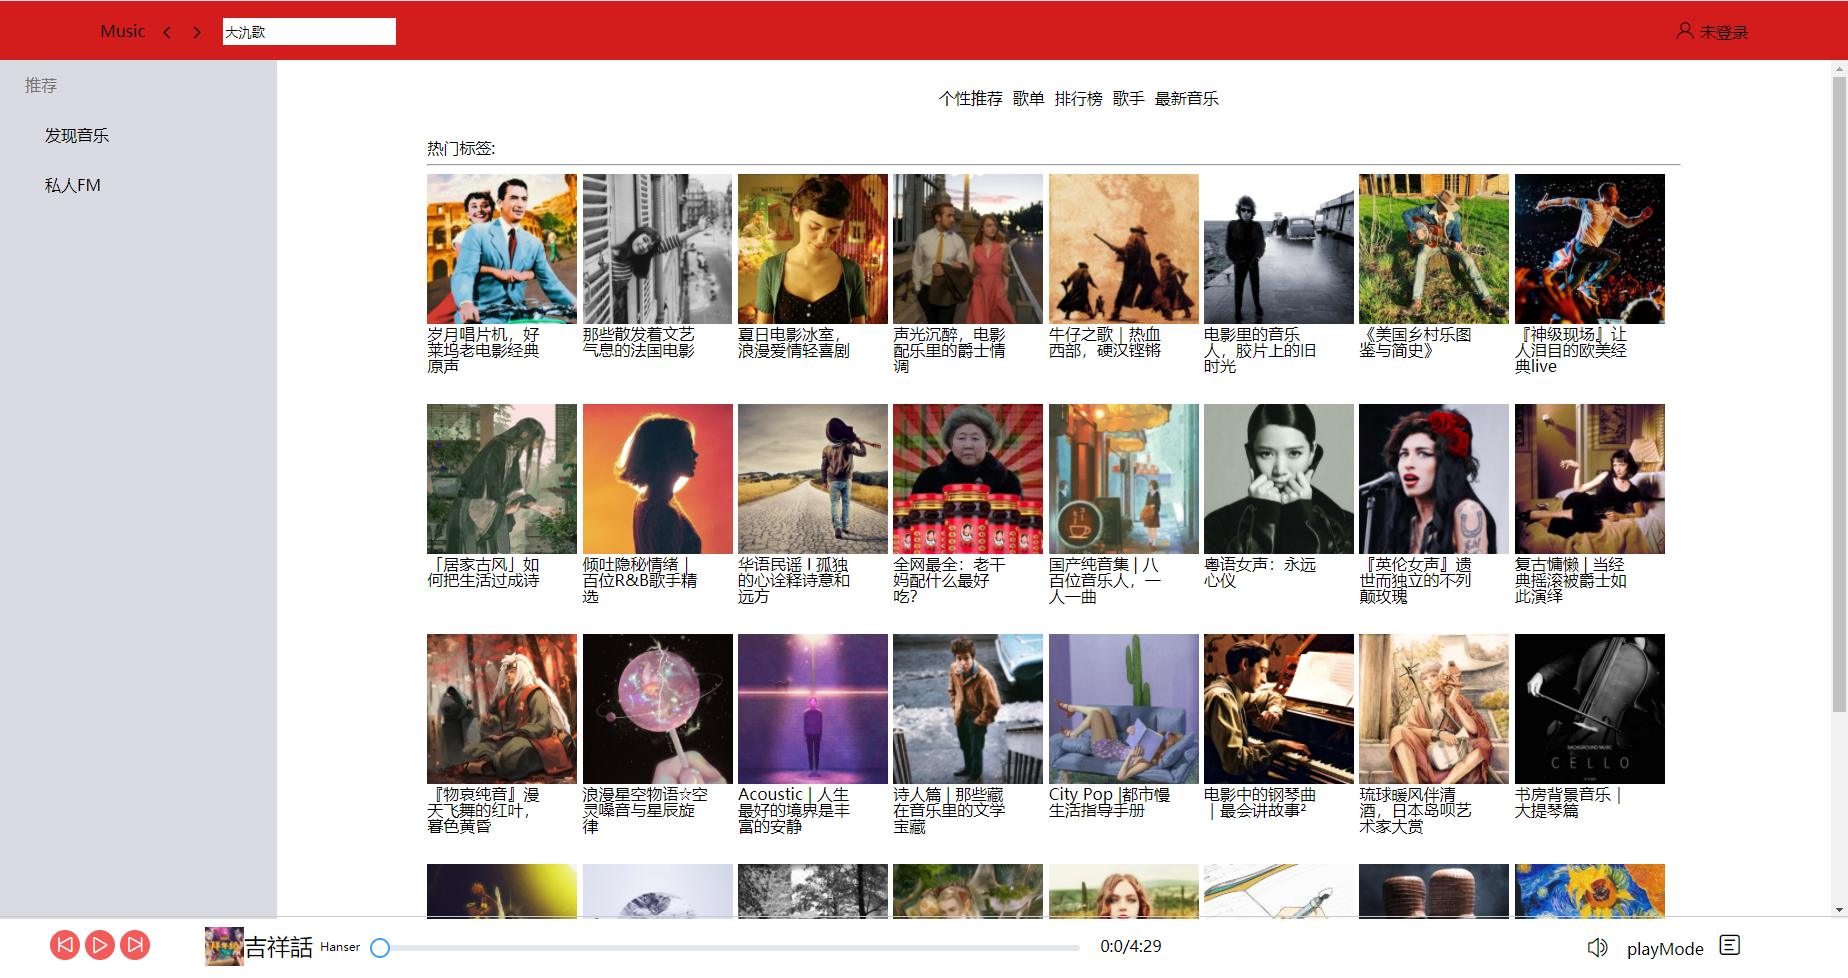 Music
大氿歌
未登录
推荐
发现音乐
私人FM
个性推荐 歌单 排行榜 歌手 最新音乐
热门标签:
岁月唱片机，好
莱坞老电影经典
原声
那些散发着文艺
气息的法国电影
夏日电影冰室，
浪漫爱情轻喜剧
声光沉醉，电影
配乐里的爵士情
调
牛仔之歌 | 热血
西部，硬汉铿锵
电影里的音乐
人，胶片上的旧
时光
《美国乡村乐图
鉴与简史》
『神级现场』让
人泪目的欧美经
典live
「居家古风」如
何把生活过成诗
倾吐隐秘情绪 |
百位R&B歌手精
选
华语民谣 I 孤独
的心诠释诗意和
远方
全网最全：老干
妈配什么最好
吃？
国产纯音集 | 八
百位音乐人，一
人一曲
粤语女声：永远
心仪
『英伦女声』遗
世而独立的不列
颠玫瑰
复古慵懒 | 当经
典摇滚被爵士如
此演绎
BACKGROUND MUSIC
CELLO
『物哀纯音』漫
天飞舞的红叶，
暮色黄昏
浪漫星空物语☆空
灵嗓音与星辰旋
律
Acoustic | 人生
最好的境界是丰
富的安静
诗人篇 | 那些藏
在音乐里的文学
宝藏
City Pop |都市慢
生活指导手册
电影中的钢琴曲
｜最会讲故事²
琉球暖风伴清
酒，日本岛呗艺
术家大赏
书房背景音乐｜
大提琴篇
吉祥話 Hanser
0:0/4:29
playMode